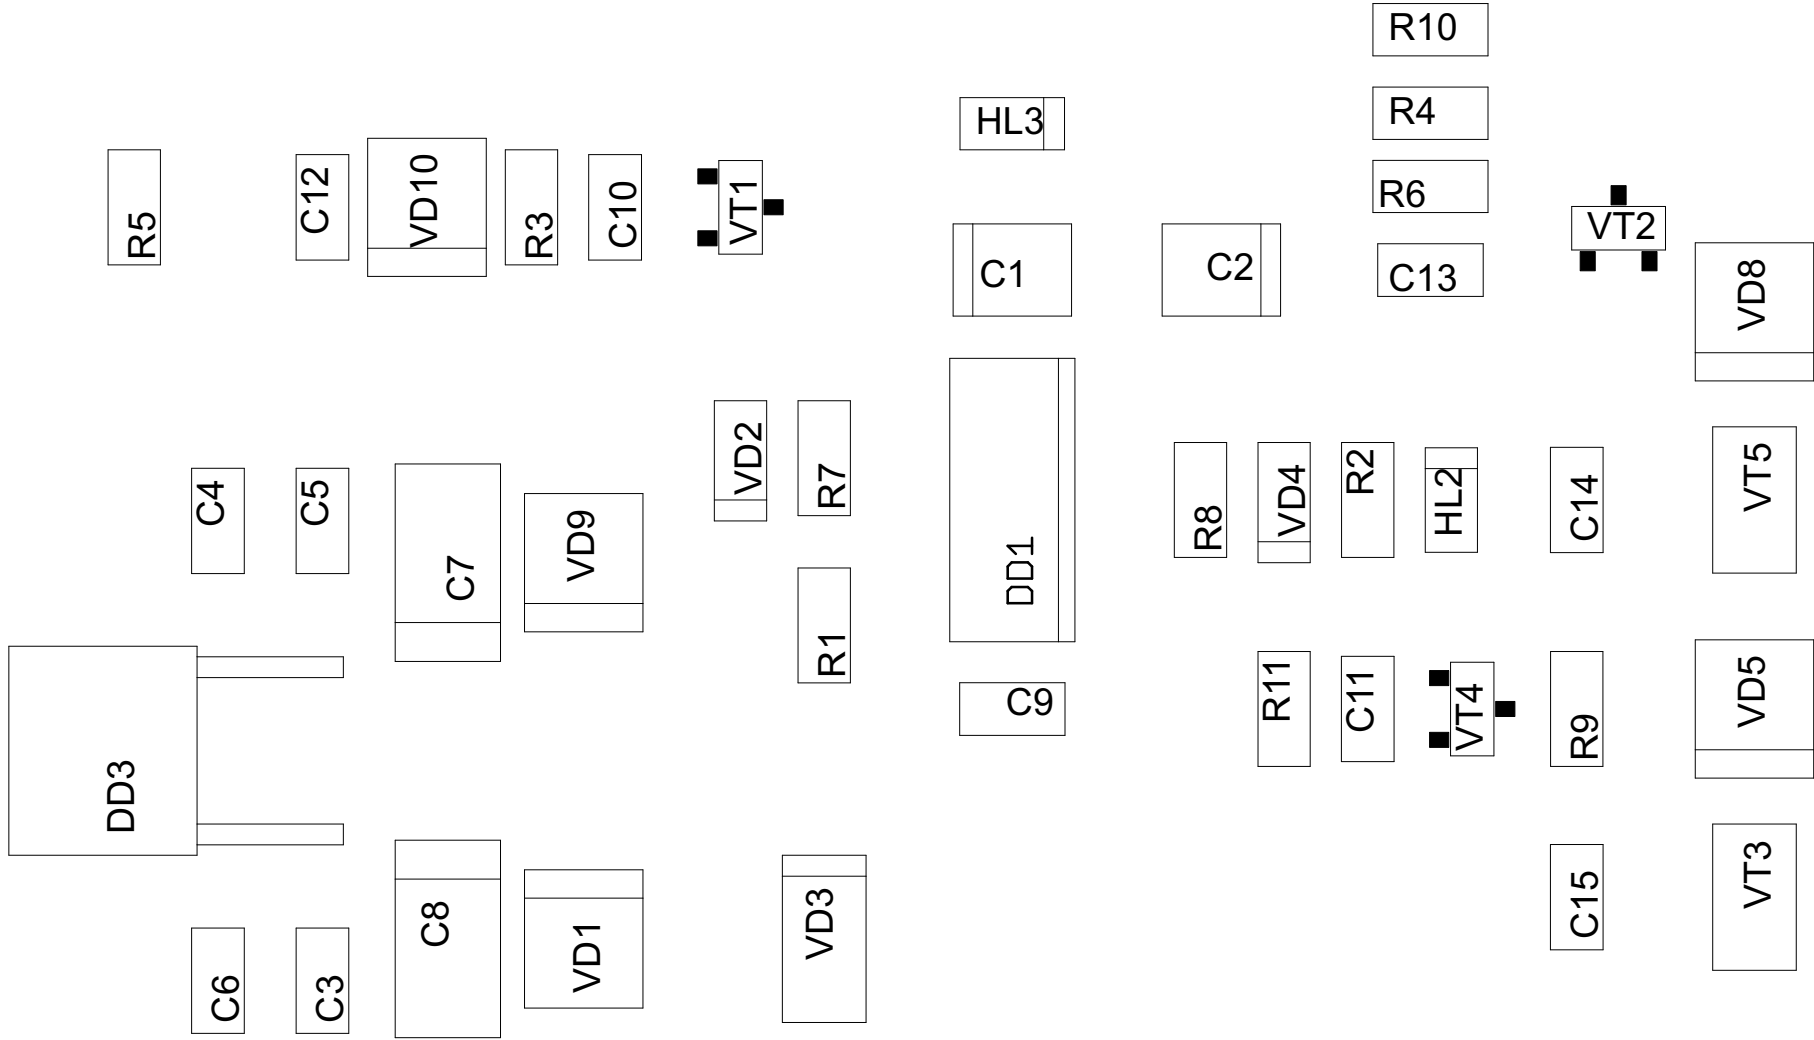 R10
R4
HL3
R6
R5
C12
VD10
R3
C10
VT1
VT2
C1
C2
C13
VD8
VD2
R7
R8
VD4
R2
HL2
C14
VT5
C4
C5
C7
VD9
DD1
R1
C9
R11
C11
VT4
R9
VD5
DD3
C8
VD1
VD3
C15
VT3
C6
C3